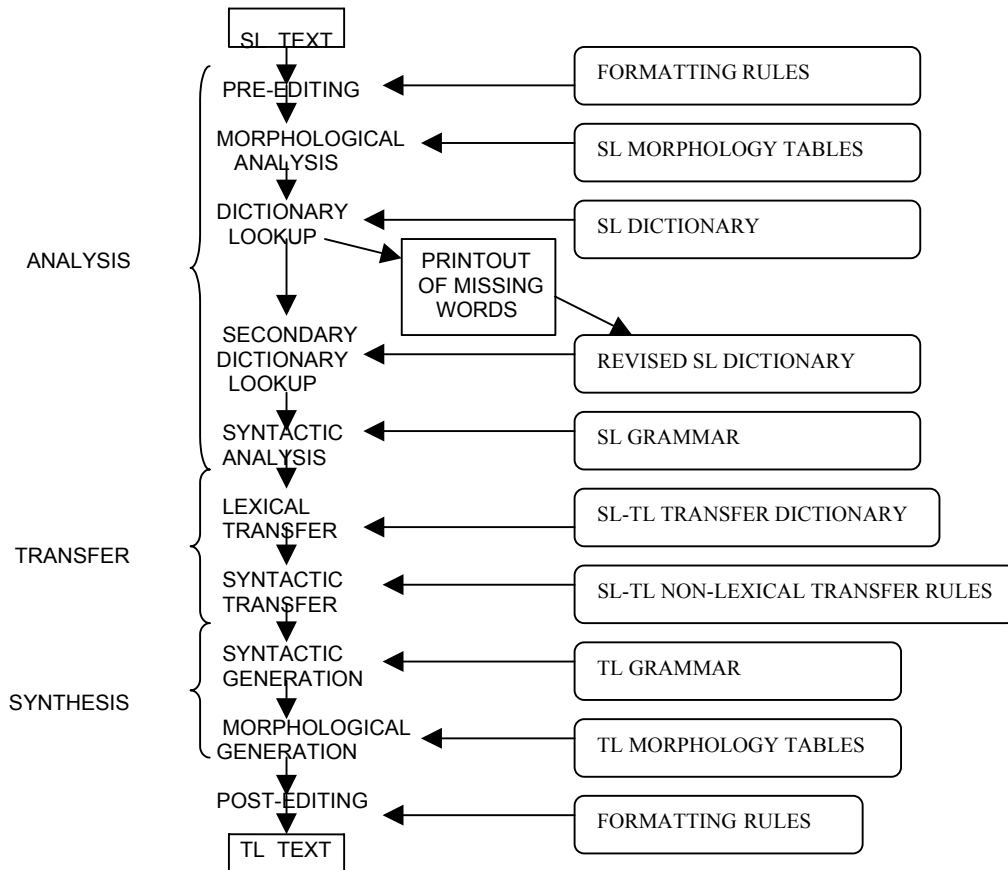 SL TEXT
FORMATTING RULES
PRE-EDITING
MORPHOLOGICAL
ANALYSIS
SL MORPHOLOGY TABLES
DICTIONARY
LOOKUP
SL DICTIONARY
ANALYSIS
PRINTOUT
OF MISSING
WORDS
SECONDARY
DICTIONARY
LOOKUP
REVISED SL DICTIONARY
SYNTACTIC
ANALYSIS
SL GRAMMAR
LEXICAL
TRANSFER
SL-TL TRANSFER DICTIONARY
TRANSFER
SYNTACTIC
TRANSFER
SL-TL NON-LEXICAL TRANSFER RULES
SYNTACTIC
GENERATION
TL GRAMMAR
SYNTHESIS
MORPHOLOGICAL
GENERATION
TL MORPHOLOGY TABLES
POST-EDITING
FORMATTING RULES
TL TEXT